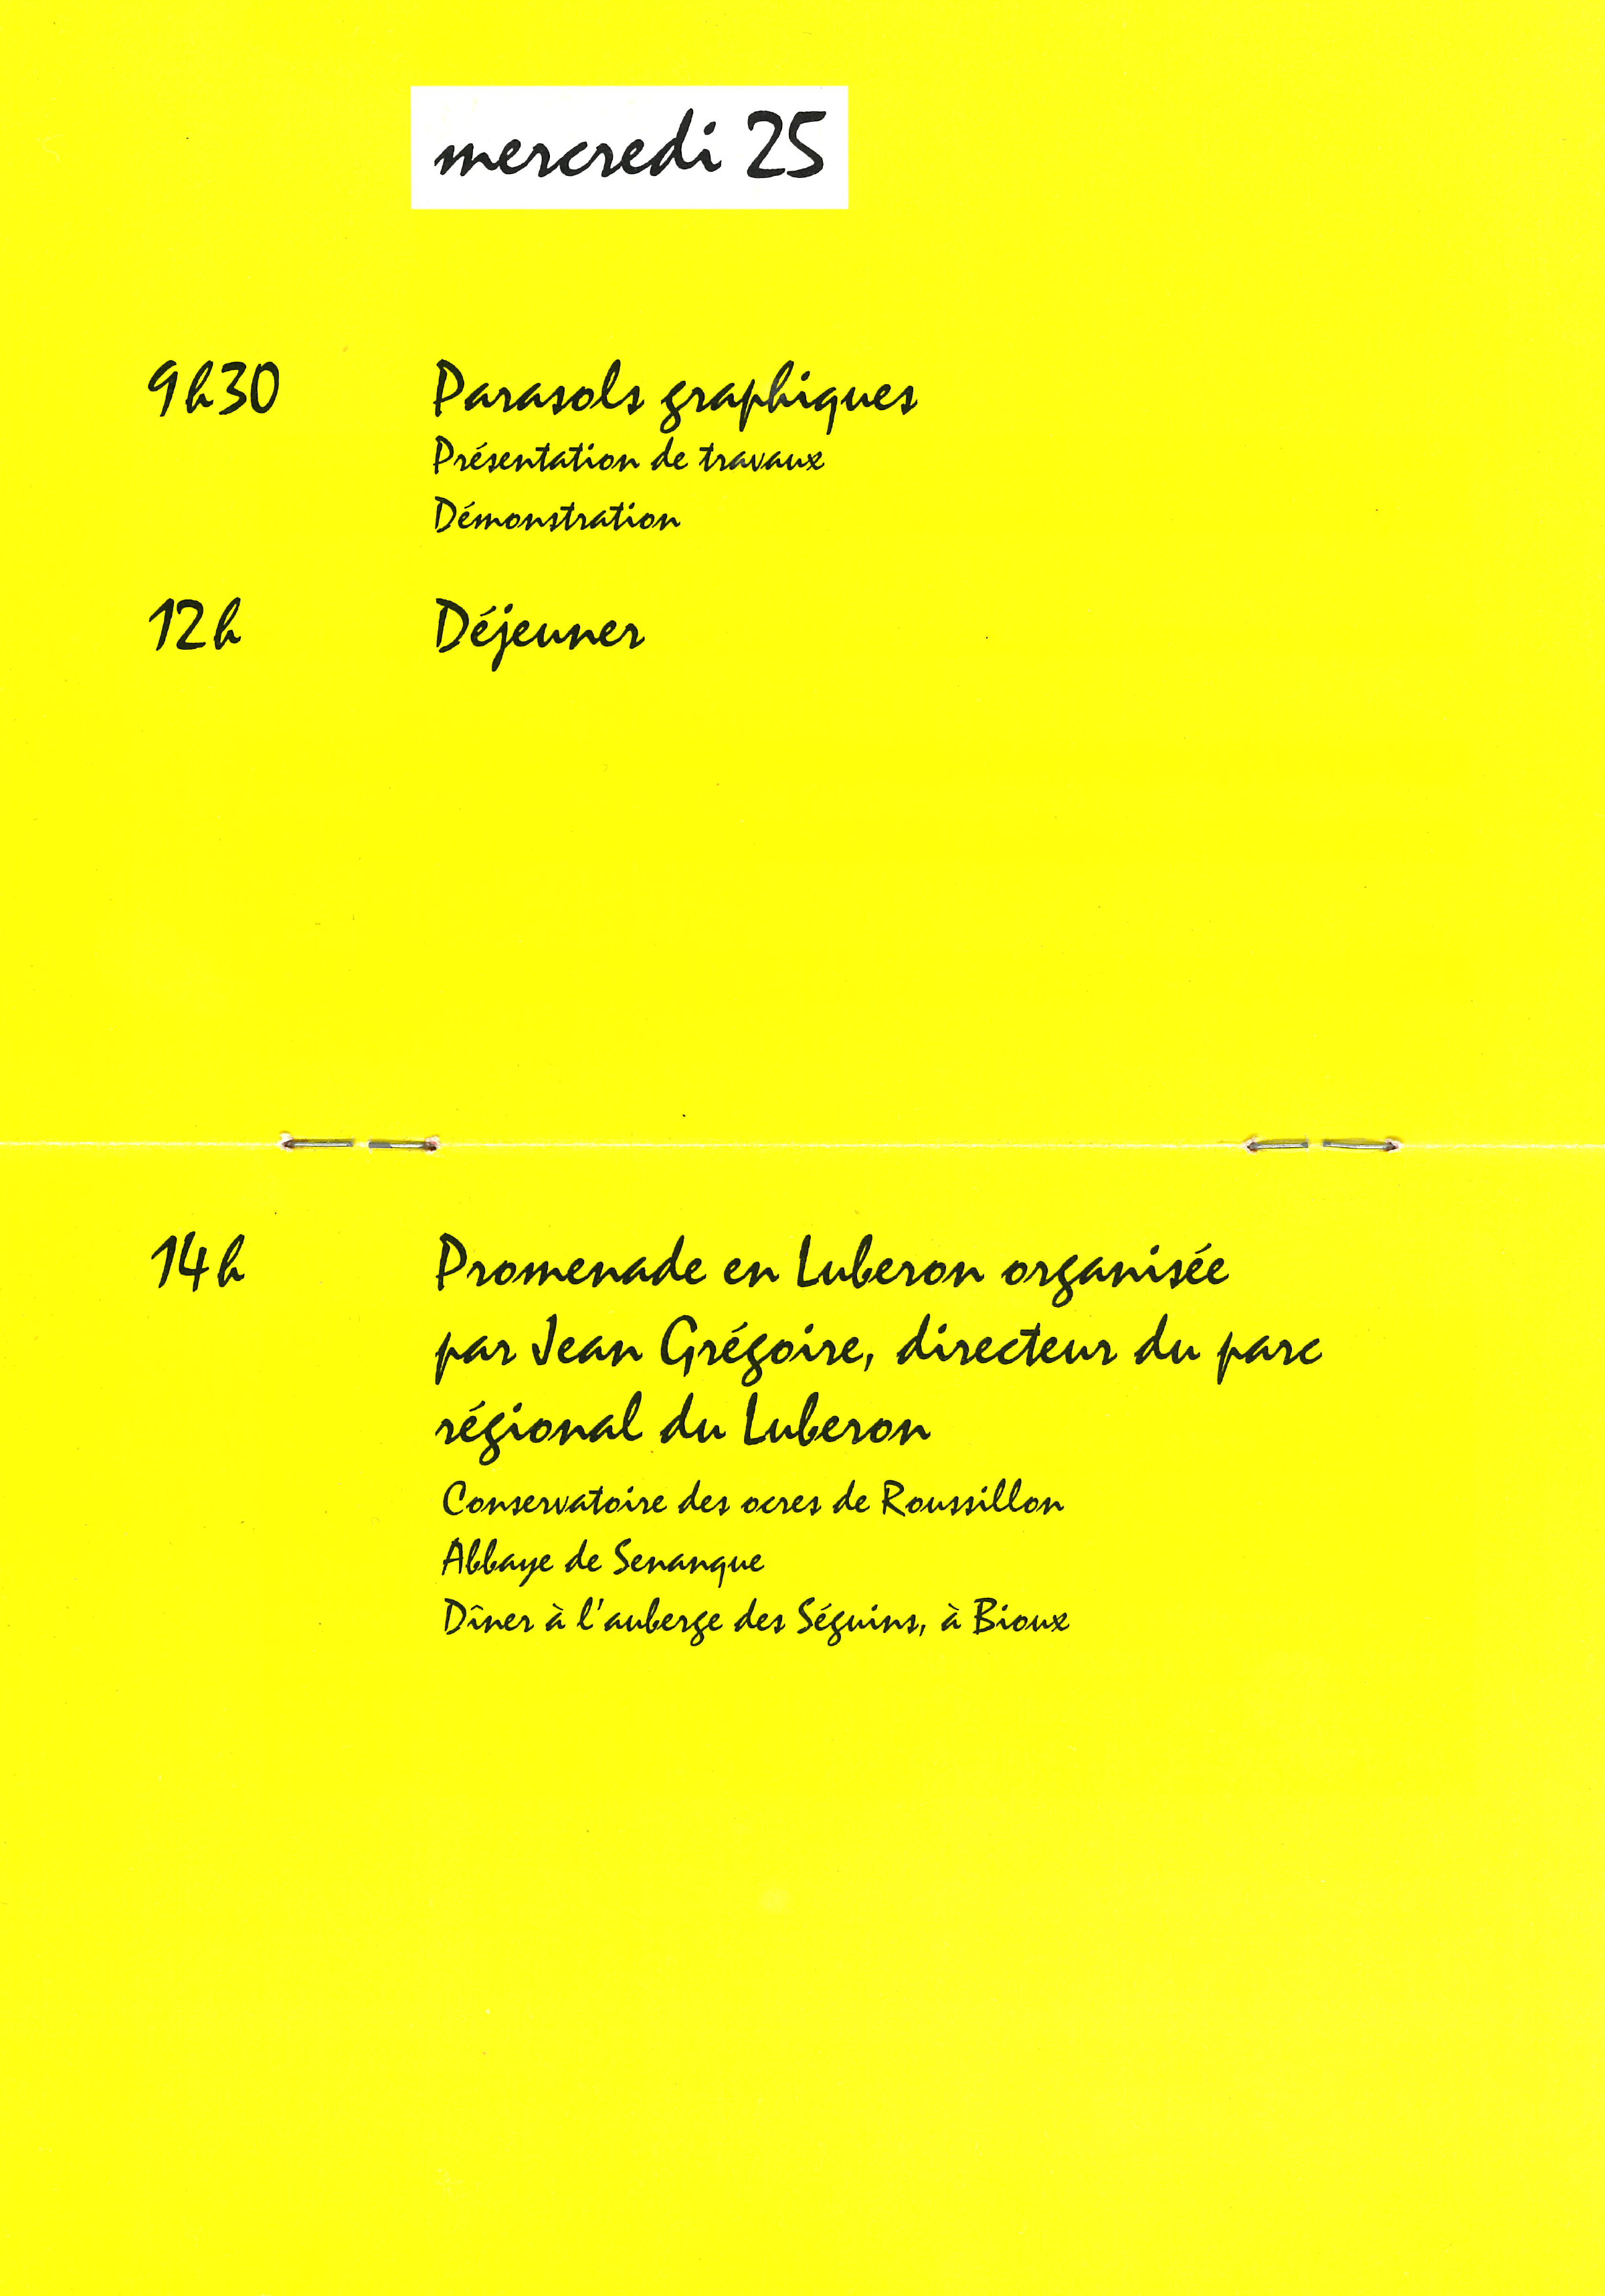 mercredi 25
9h30 Parasols graphiques
Présentation de travaux
Démonstration
12h Déjeuner
14h Promenade en Luberon organisée
par Jean Grégoire, directeur du parc
régional du Luberon
Conservatoire des ocres de Roussillon
Abbaye de Senanque
Dîner à l'auberge des Séguins, à Bioux